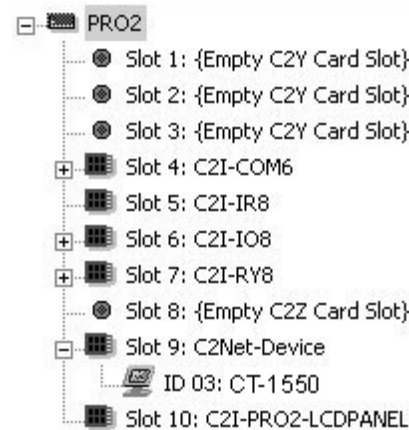 PRO2
Slot 1: {Empty C2Y Card Slot}
Slot 2: {Empty C2Y Card Slot}
Slot 3: {Empty C2Y Card Slot}
Slot 4: C2I-COM6
Slot 5: C2I-IR8
Slot 6: C2I-IO8
Slot 7: C2I-RY8
Slot 8: {Empty C2Z Card Slot}
Slot 9: C2Net-Device
ID 03: CT-1550
Slot 10: C2I-PRO2-LCDPANEL